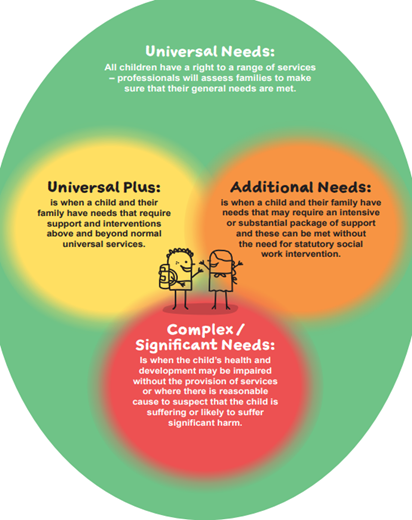 Universal Needs:
All children have a right to a range of services
– professionals will assess families to make
sure that their general needs are met.
Universal Plus:
is when a child and their
family have needs that require
support and interventions
above and beyond normal
universal services.
Additional Needs:
is when a child and their family have
needs that may require an intensive
or substantial package of support
and these can be met without
the need for statutory social
work intervention.
Complex/
Significant Needs:
Is when the child's health and
development may be impaired
without the provision of services
or where there is reasonable
cause to suspect that the child is
suffering or likely to suffer
significant harm.